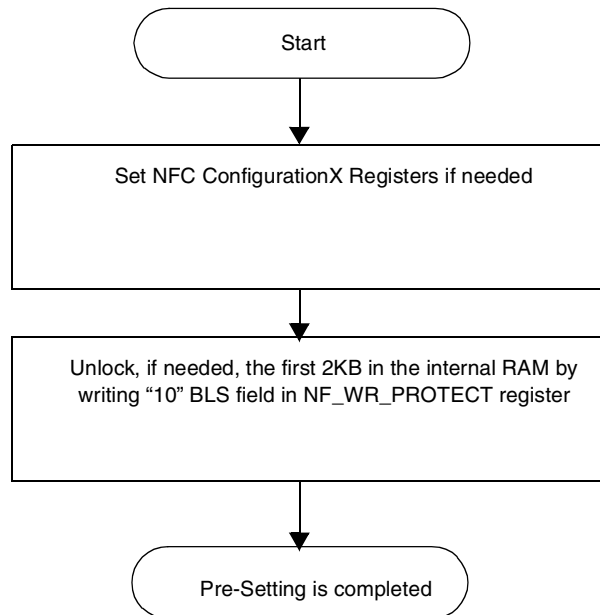 Start
Set NFC ConfigurationX Registers if needed
Unlock, if needed, the first 2KB in the internal RAM by
writing “10” BLS field in NF_WR_PROTECT register
Pre-Setting is completed